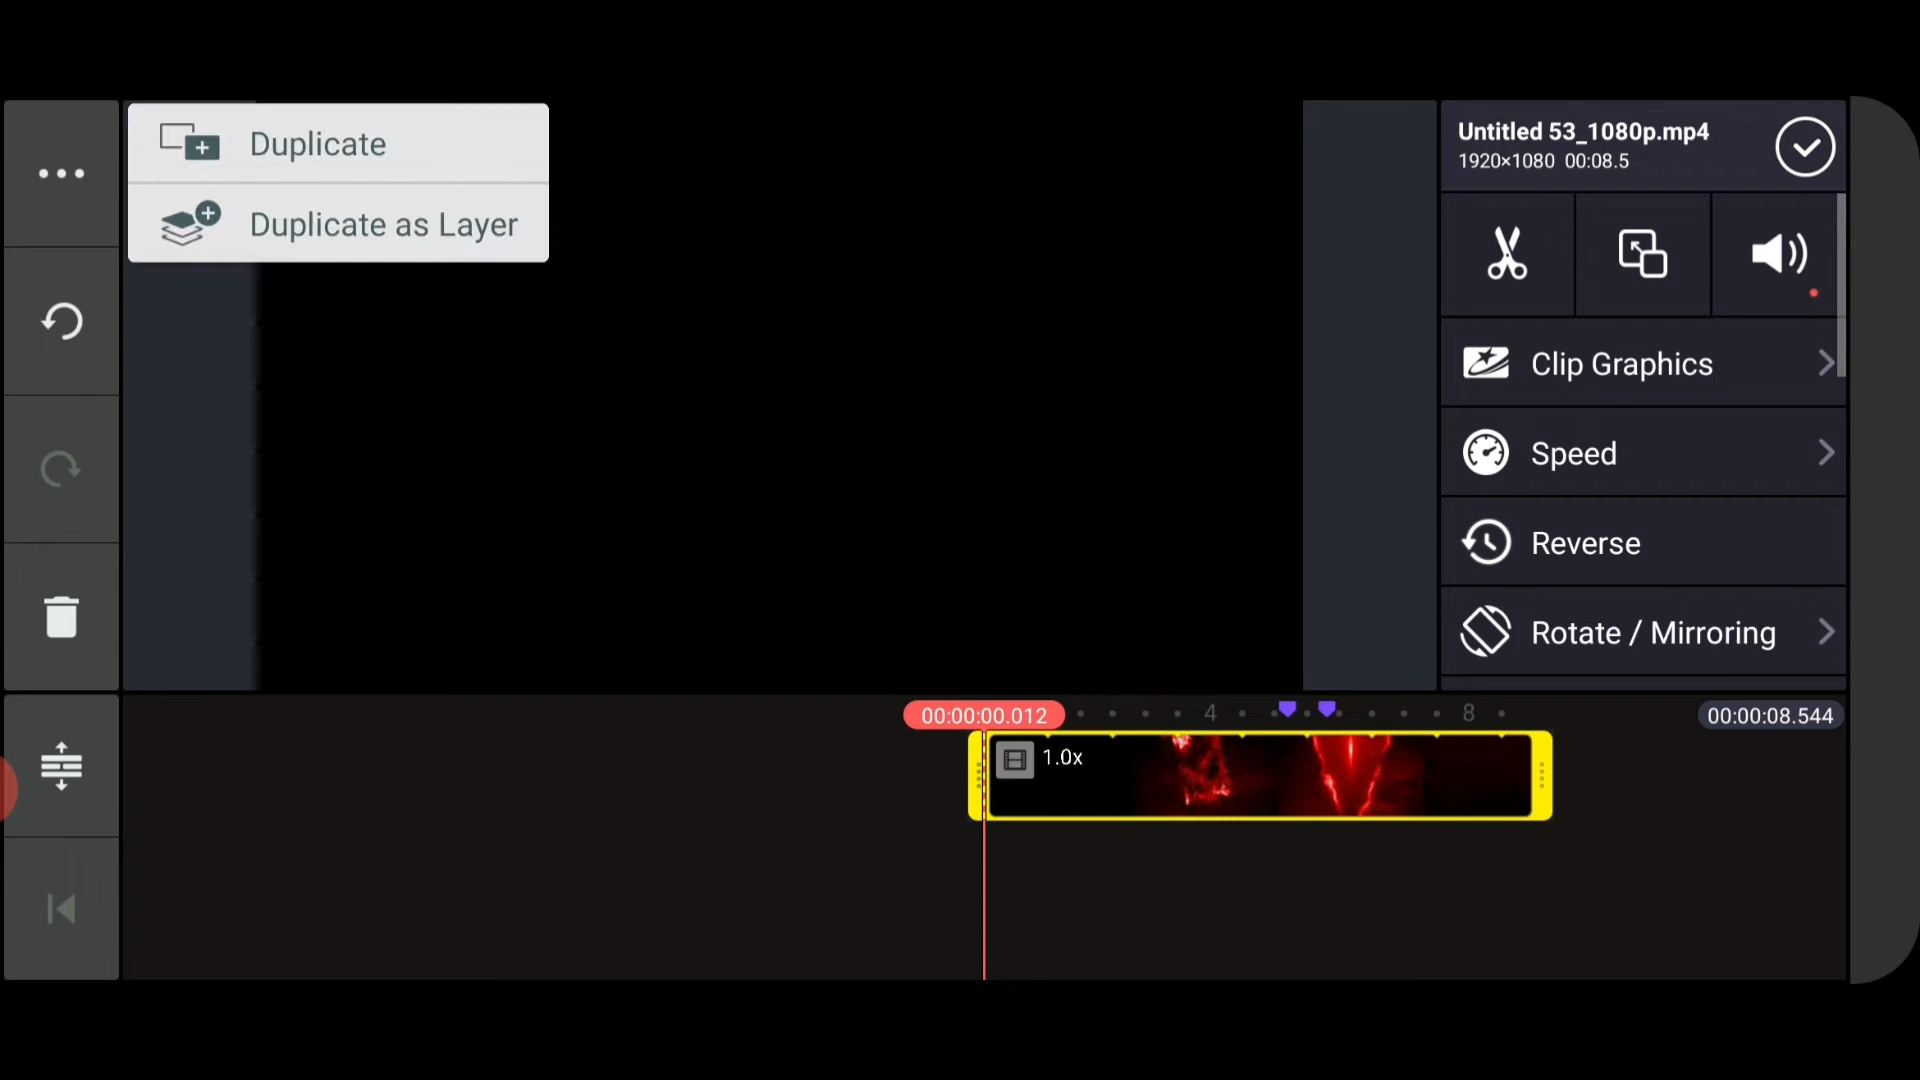 Duplicate
Duplicate as Layer
Untitled 53_1080p.mp4
1920×1080 00:08.5
Clip Graphics
Speed
Reverse
Rotate / Mirroring
00:00:00.012
4
8
00:00:08.544
1.0x